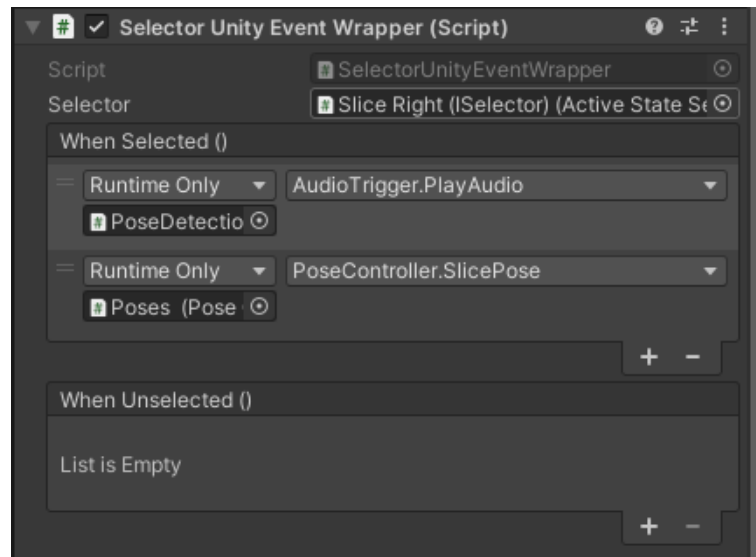 # Selector Unity Event Wrapper (Script)
Script # SelectorUnityEventWrapper
Selector # Slice Right (ISelector) (Active State Se
When Selected ()
Runtime Only AudioTrigger.PlayAudio
# PoseDetectio
Runtime Only PoseController.SlicePose
# Poses (Pose
+ -
When Unselected ()
List is Empty
+ -